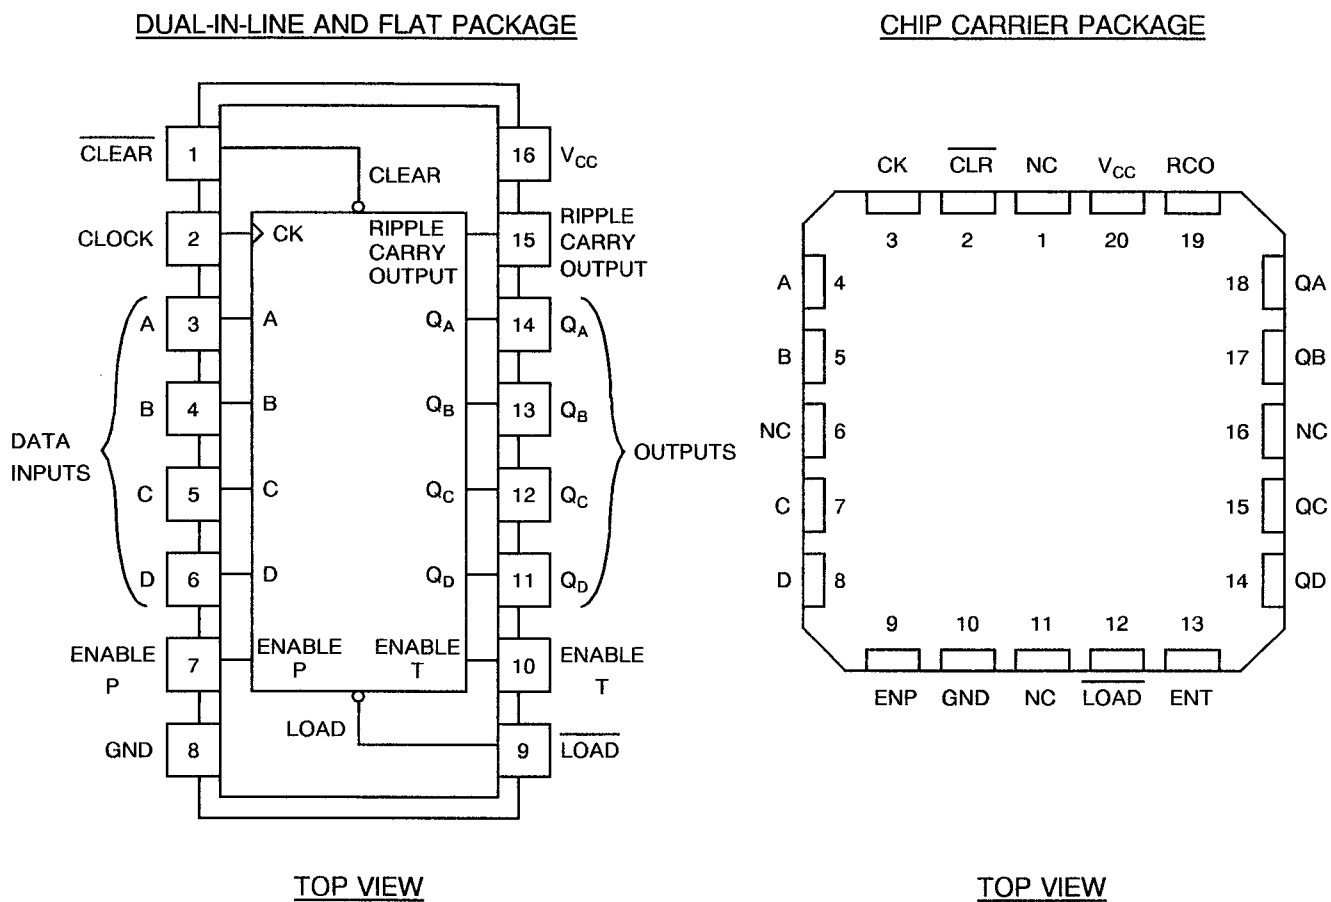 DUAL-IN-LINE AND FLAT PACKAGE
CLEAR
1
CLEAR
16
VCC
CLOCK
2
CK
RIPPLE
CARRY
OUTPUT
15
RIPPLE
CARRY
OUTPUT
DATA
INPUTS
A
3
A
QA
14
QA
B
4
B
QB
13
QB
OUTPUTS
C
5
C
QC
12
QC
D
6
D
QD
11
QD
ENABLE
P
7
ENABLE
P
ENABLE
T
10
ENABLE
T
GND
8
LOAD
9
LOAD
TOP VIEW
CHIP CARRIER PACKAGE
CK CLR NC VCC RCO
3 2 1 20 19
A 4 18 QA
B 5 17 QB
NC 6 16 NC
C 7 15 QC
D 8 14 QD
9 10 11 12 13
ENP GND NC LOAD ENT
TOP VIEW